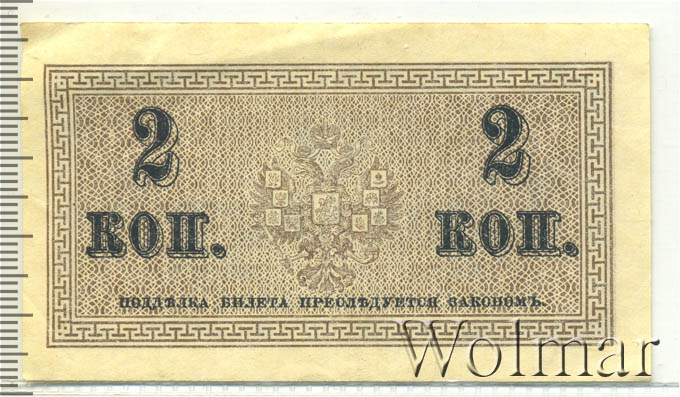 2 2
КОП. КОП.
ПОДДѢЛКА БИЛЕТА ПРЕСЛѢДУЕТСЯ ЗАКОНОМЪ.
Wolmar